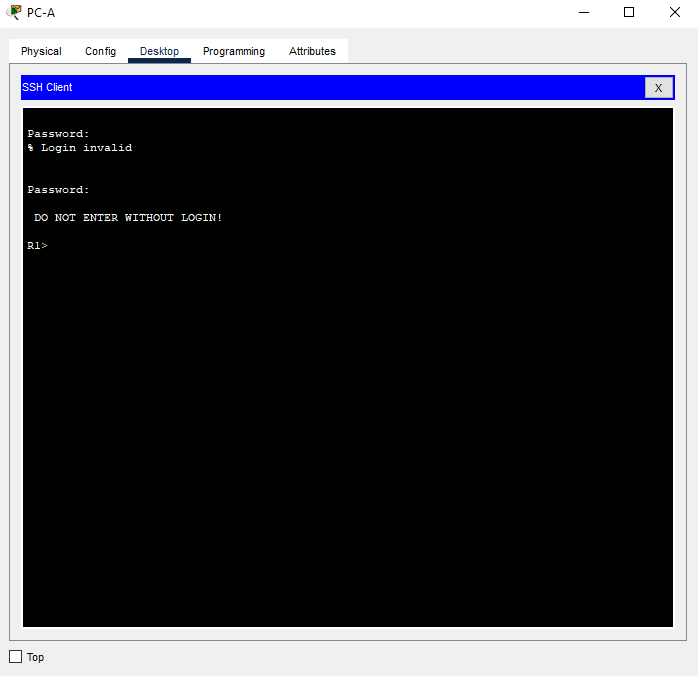 PC-A
Physical Config Desktop Programming Attributes
SSH Client
X
Password:
% Login invalid
Password:
DO NOT ENTER WITHOUT LOGIN!
R1>
Top